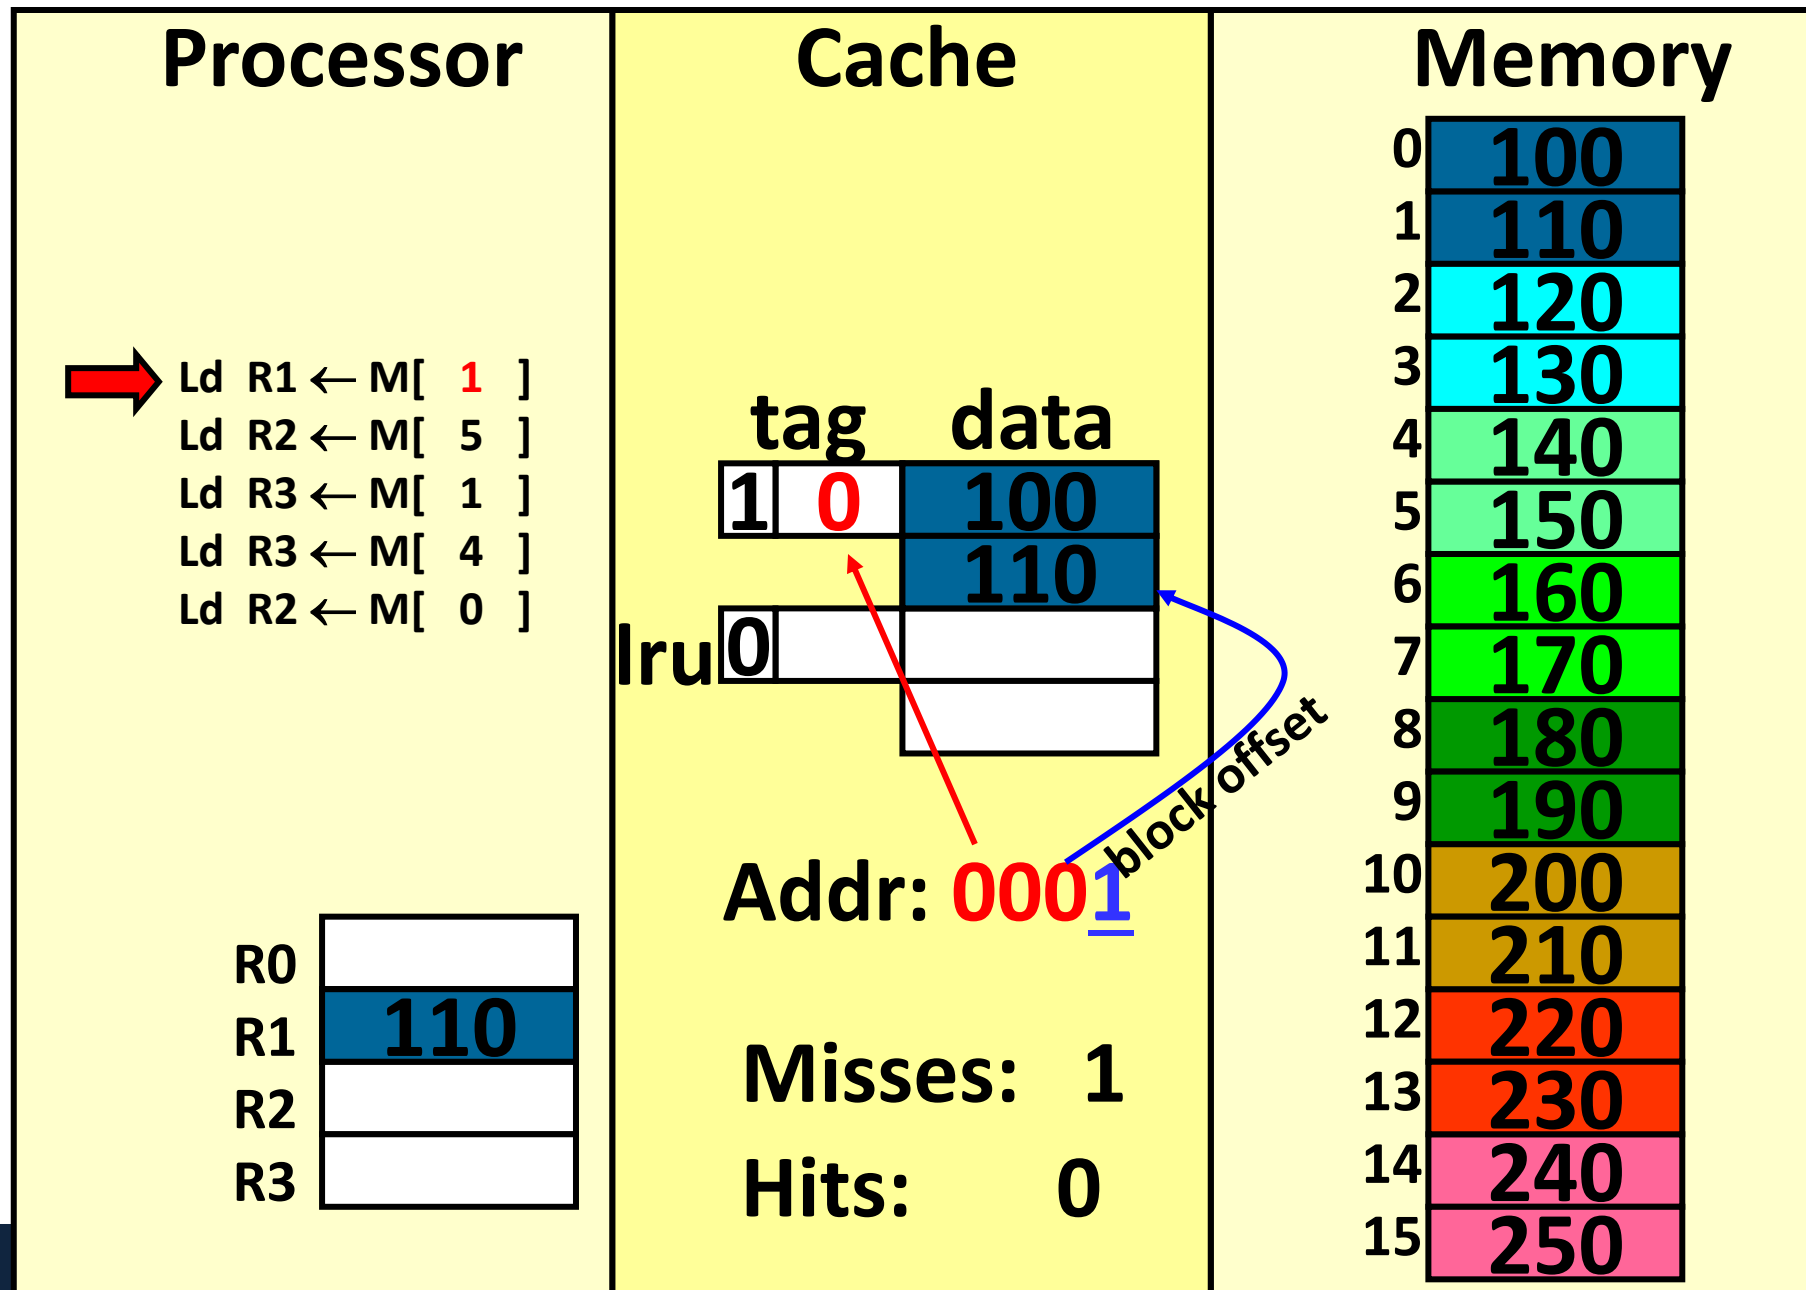 Processor
Ld R1 ← M[ 1 ]
Ld R2 ← M[ 5 ]
Ld R3 ← M[ 1 ]
Ld R3 ← M[ 4 ]
Ld R2 ← M[ 0 ]
R0
R1 110
R2
R3
Cache
tag data
1 0 100
110
lru 0
block offset
Addr: 0001
Misses: 1
Hits: 0
Memory
0 100
1 110
2 120
3 130
4 140
5 150
6 160
7 170
8 180
9 190
10 200
11 210
12 220
13 230
14 240
15 250